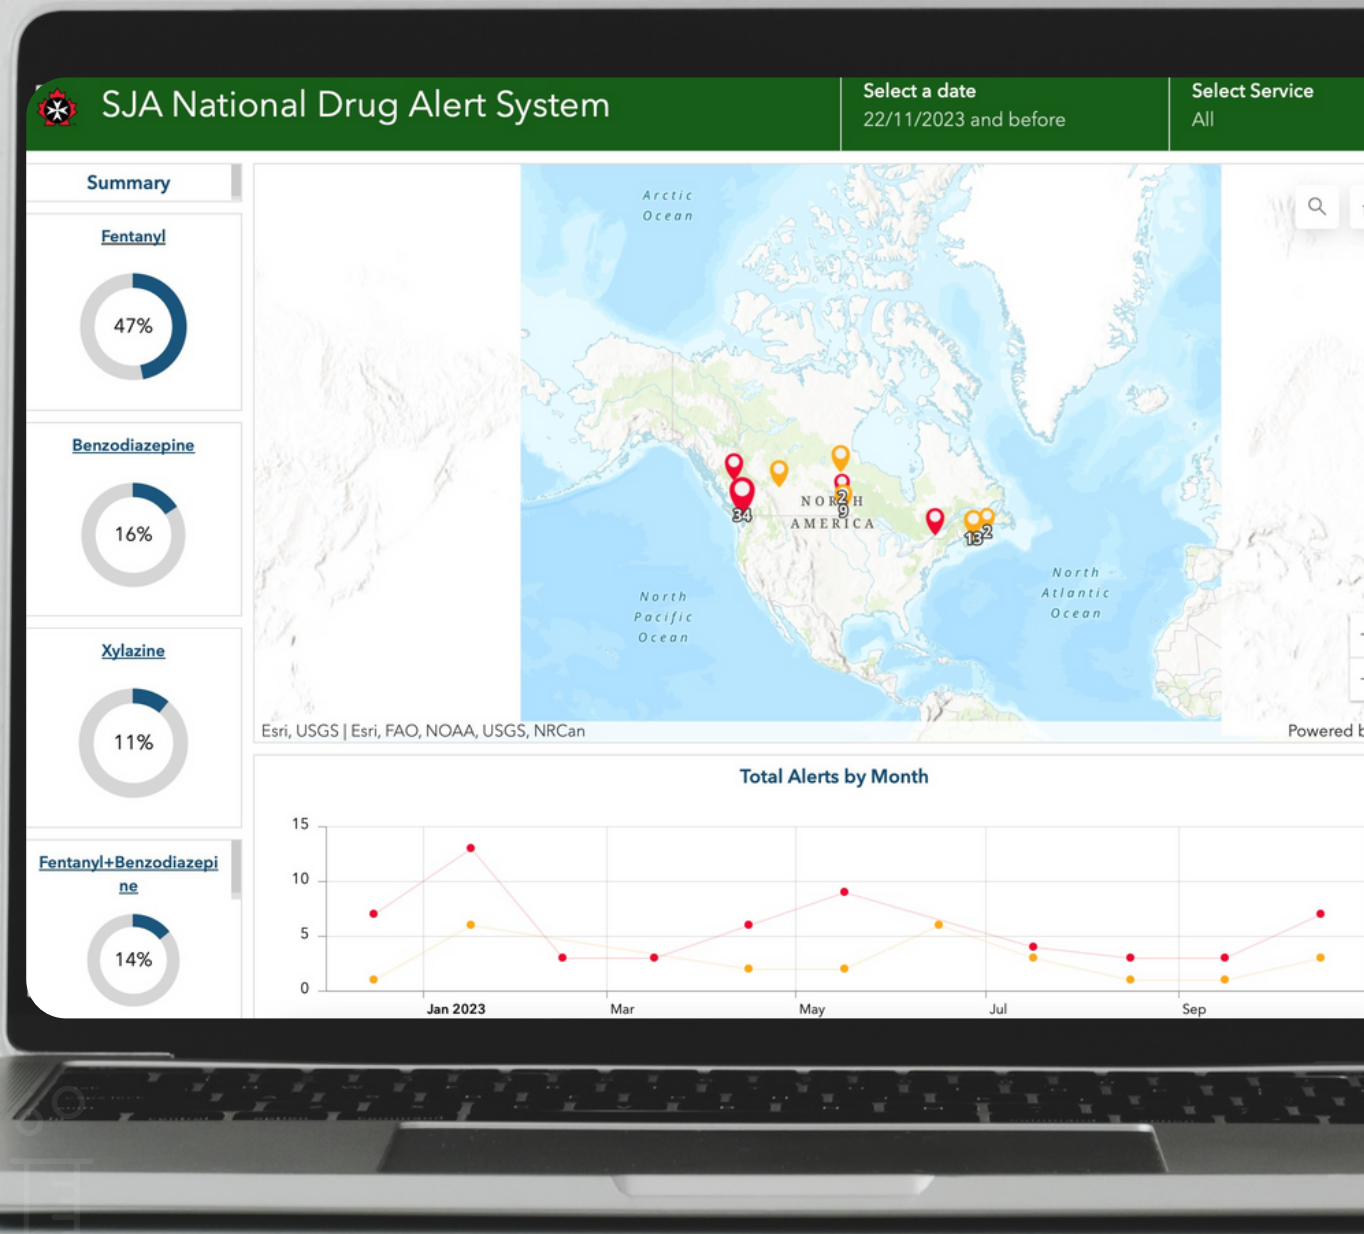 SJA National Drug Alert System
Select a date
22/11/2023 and before
Select Service
All
Summary
Fentanyl
47%
Benzodiazepine
16%
Xylazine
11%
Fentanyl+Benzodiazepi
ne
14%
Arctic
Ocean
NORTH
AMERICA
34
2
9
13
2
North
Pacific
Ocean
North
Atlantic
Ocean
Esri, USGS | Esri, FAO, NOAA, USGS, NRCan
Powered
Total Alerts by Month
15
10
5
0
Jan 2023
Mar
May
Jul
Sep